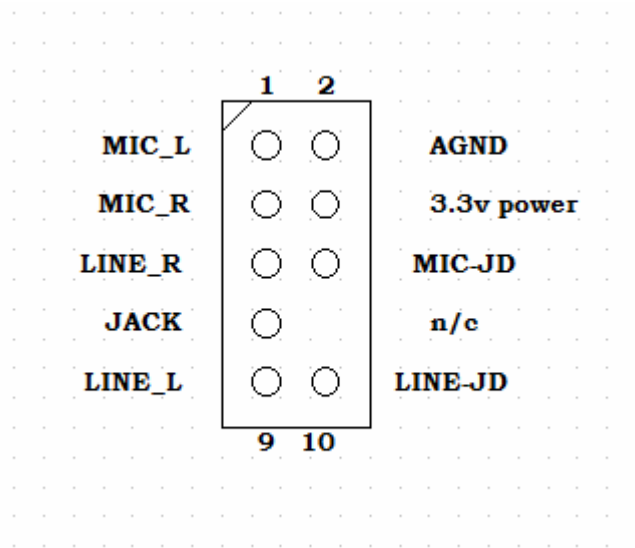 1 2
MIC_L AGND
MIC_R 3.3v power
LINE_R MIC-JD
JACK n/c
LINE_L LINE-JD
9 10